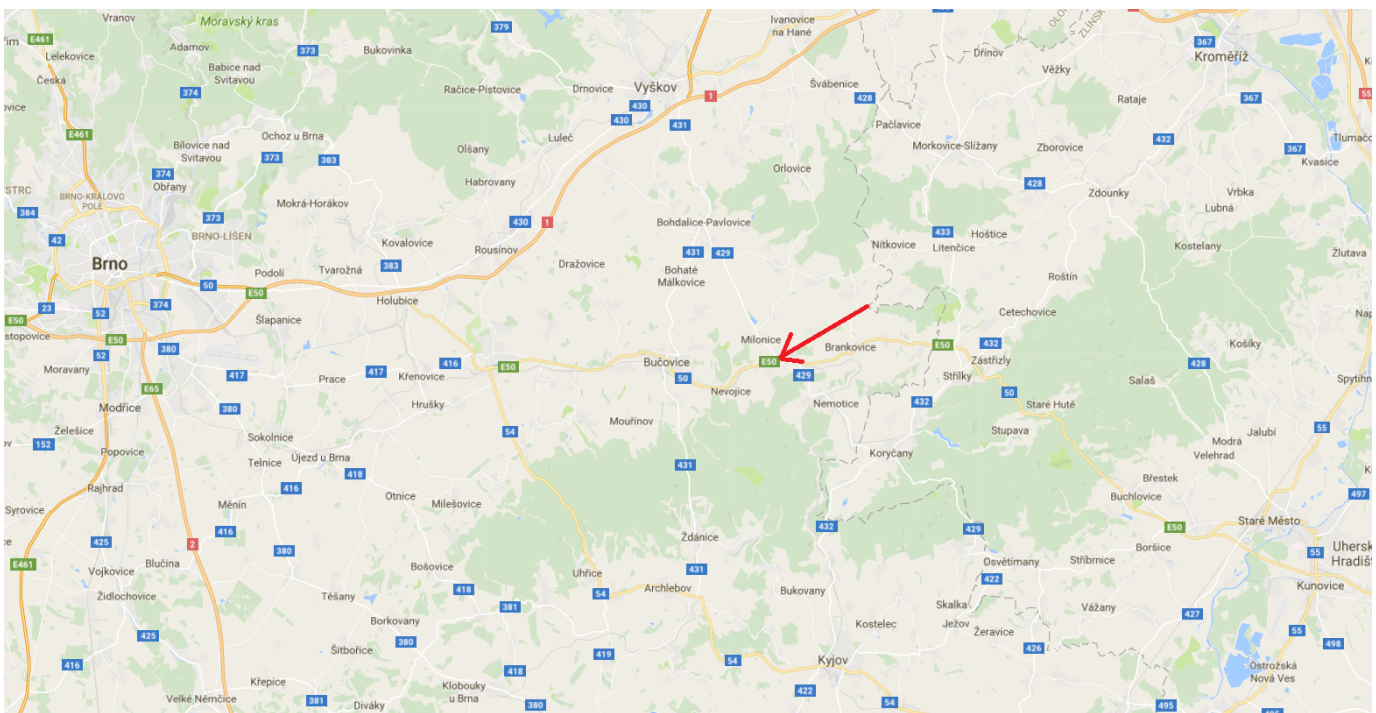 Vranov
Moravský kras
379
Ivanovice
na Hané
428
OLO
ZLÍNSK
E461
Lelekovice
Adamov
373
Bukovinka
Dřínov
367
Kroměříž
Babice nad
Svitavou
Česká
374
Račice-Pístovice
Drnovice
Vyškov
Švábenice
Věžky
430
1
428
Rataje
367
55
430
431
E461
Ochoz u Brna
Luleč
Pačlavice
432
Tlumačo
Bílovice nad
Svitavou
373
383
Olšany
Morkovice-Slížany
Zborovice
367
Kvasice
374
Obřany
Habrovany
Orlovice
428
Zdounky
BRNO-KRÁLOVO
POLE
Mokrá-Horákov
Vrbka
Lubná
384
373
430
1
Bohdalice-Pavlovice
42
BRNO-LÍŠEŇ
Kovalovice
Rousínov
433
Hoštice
Nítkovice
Litenčice
Kostelany
Žlutava
Brno
Podolí
Tvarožná
383
Dražovice
431
429
Bohaté
Málkovice
50
E50
Roštín
23
52
374
Holubice
Šlapanice
Cetechovice
E50
E50
52
380
Milonice
Brankovice
E50
432
Košíky
Moravany
416
E50
Bučovice
E50
Zástřizly
428
417
Prace
417
Křenovice
50
429
Střílky
Salaš
E65
Nevojice
50
Modřice
380
Hrušky
Nemotice
432
Staré Hutě
Želešice
Mouřínov
Stupava
Jalubí
55
152
Popovice
Sokolnice
54
Modrá
Velehrad
Telnice
Újezd u Brna
431
Koryčany
418
Rajhrad
416
Břestek
Buchlovice
497
Měnín
Otnice
Milešovice
Syrovice
416
432
429
E50
Staré Město
2
425
380
Ždánice
Boršice
55
E461
Blučina
Vojkovice
Bošovice
Uhřice
431
Osvětimany
Stříbrnice
Kunovice
Židlochovice
Těšany
418
54
Archlebov
Bukovany
422
381
Skalka
Vážany
427
425
Borkovany
Kostelec
Ježov
Žeravice
55
498
Šitbořice
380
419
426
416
418
54
Kyjov
Ostrožská
Nová Ves
Křepice
Klobouky
u Brna
422
Velké Němčice
381
Diváky
380
54
495